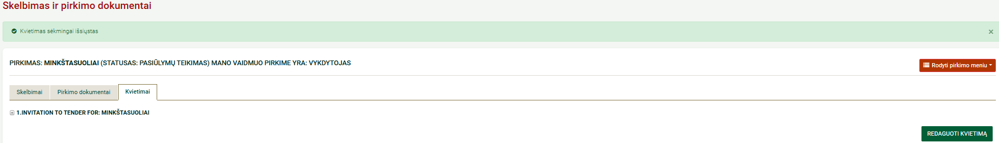 Skelbimas ir pirkimo dokumentai
Kvietimas sėkmingai išsiųstas
×
PIRKIMAS: MINKŠTASUOLIAI (STATUSAS: PASIŪLYMŲ TEIKIMAS) MANO VAIDMUO PIRKIME YRA: VYKDYTOJAS
Rodyti pirkimo meniu
Skelbimai Pirkimo dokumentai Kvietimai
1.INVITATION TO TENDER FOR: MINKŠTASUOLIAI
REDAGUOTI KVIETIMĄ